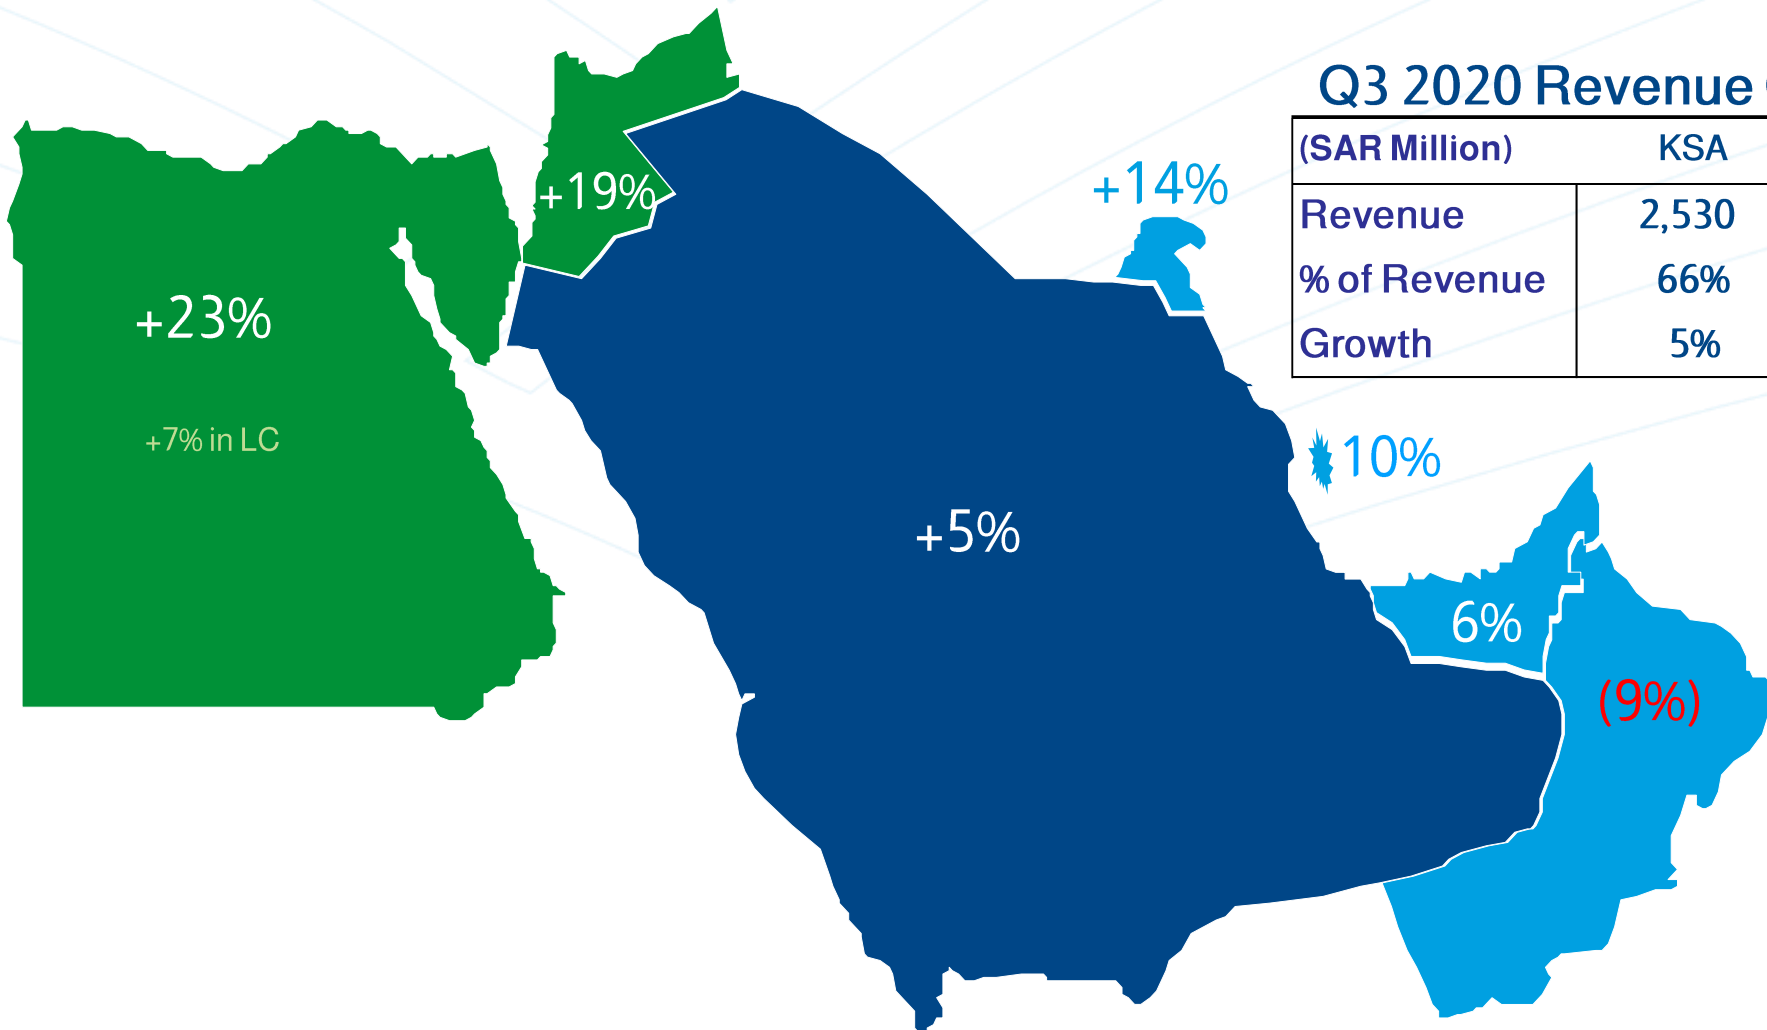 Q3 2020 Revenue
(SAR Million) KSA
Revenue 2,530
% of Revenue 66%
Growth 5%
+19%
+14%
+23%
+7% in LC
10%
+5%
6%
(9%)